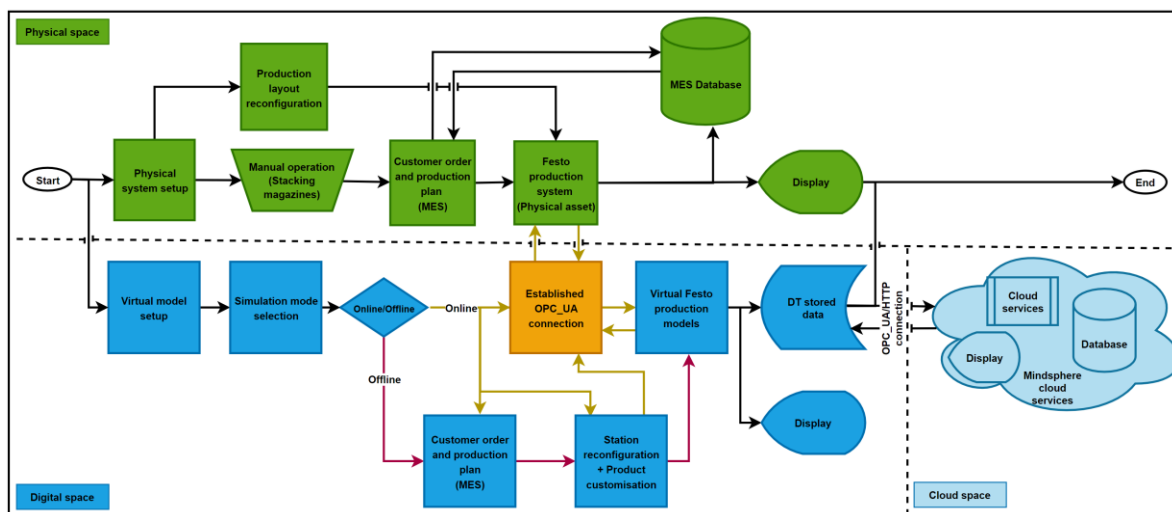 Physical space
Production
layout
reconfiguration
MES Database
Start
Physical
system setup
Manual operation
(Stacking
magazines)
Customer order
and production
plan
(MES)
Festo
production
system
(Physical asset)
Display
End
Virtual model
setup
Simulation mode
selection
Online/Offline
Online
Established
OPC_UA
connection
Virtual Festo
production
models
DT stored
data
OPC_UA/HTTP
connection
Cloud
services
Database
Display
Mindsphere
cloud
services
Offline
Customer order
and production
plan
(MES)
Station
reconfiguration
+ Product
customisation
Display
Digital space
Cloud space